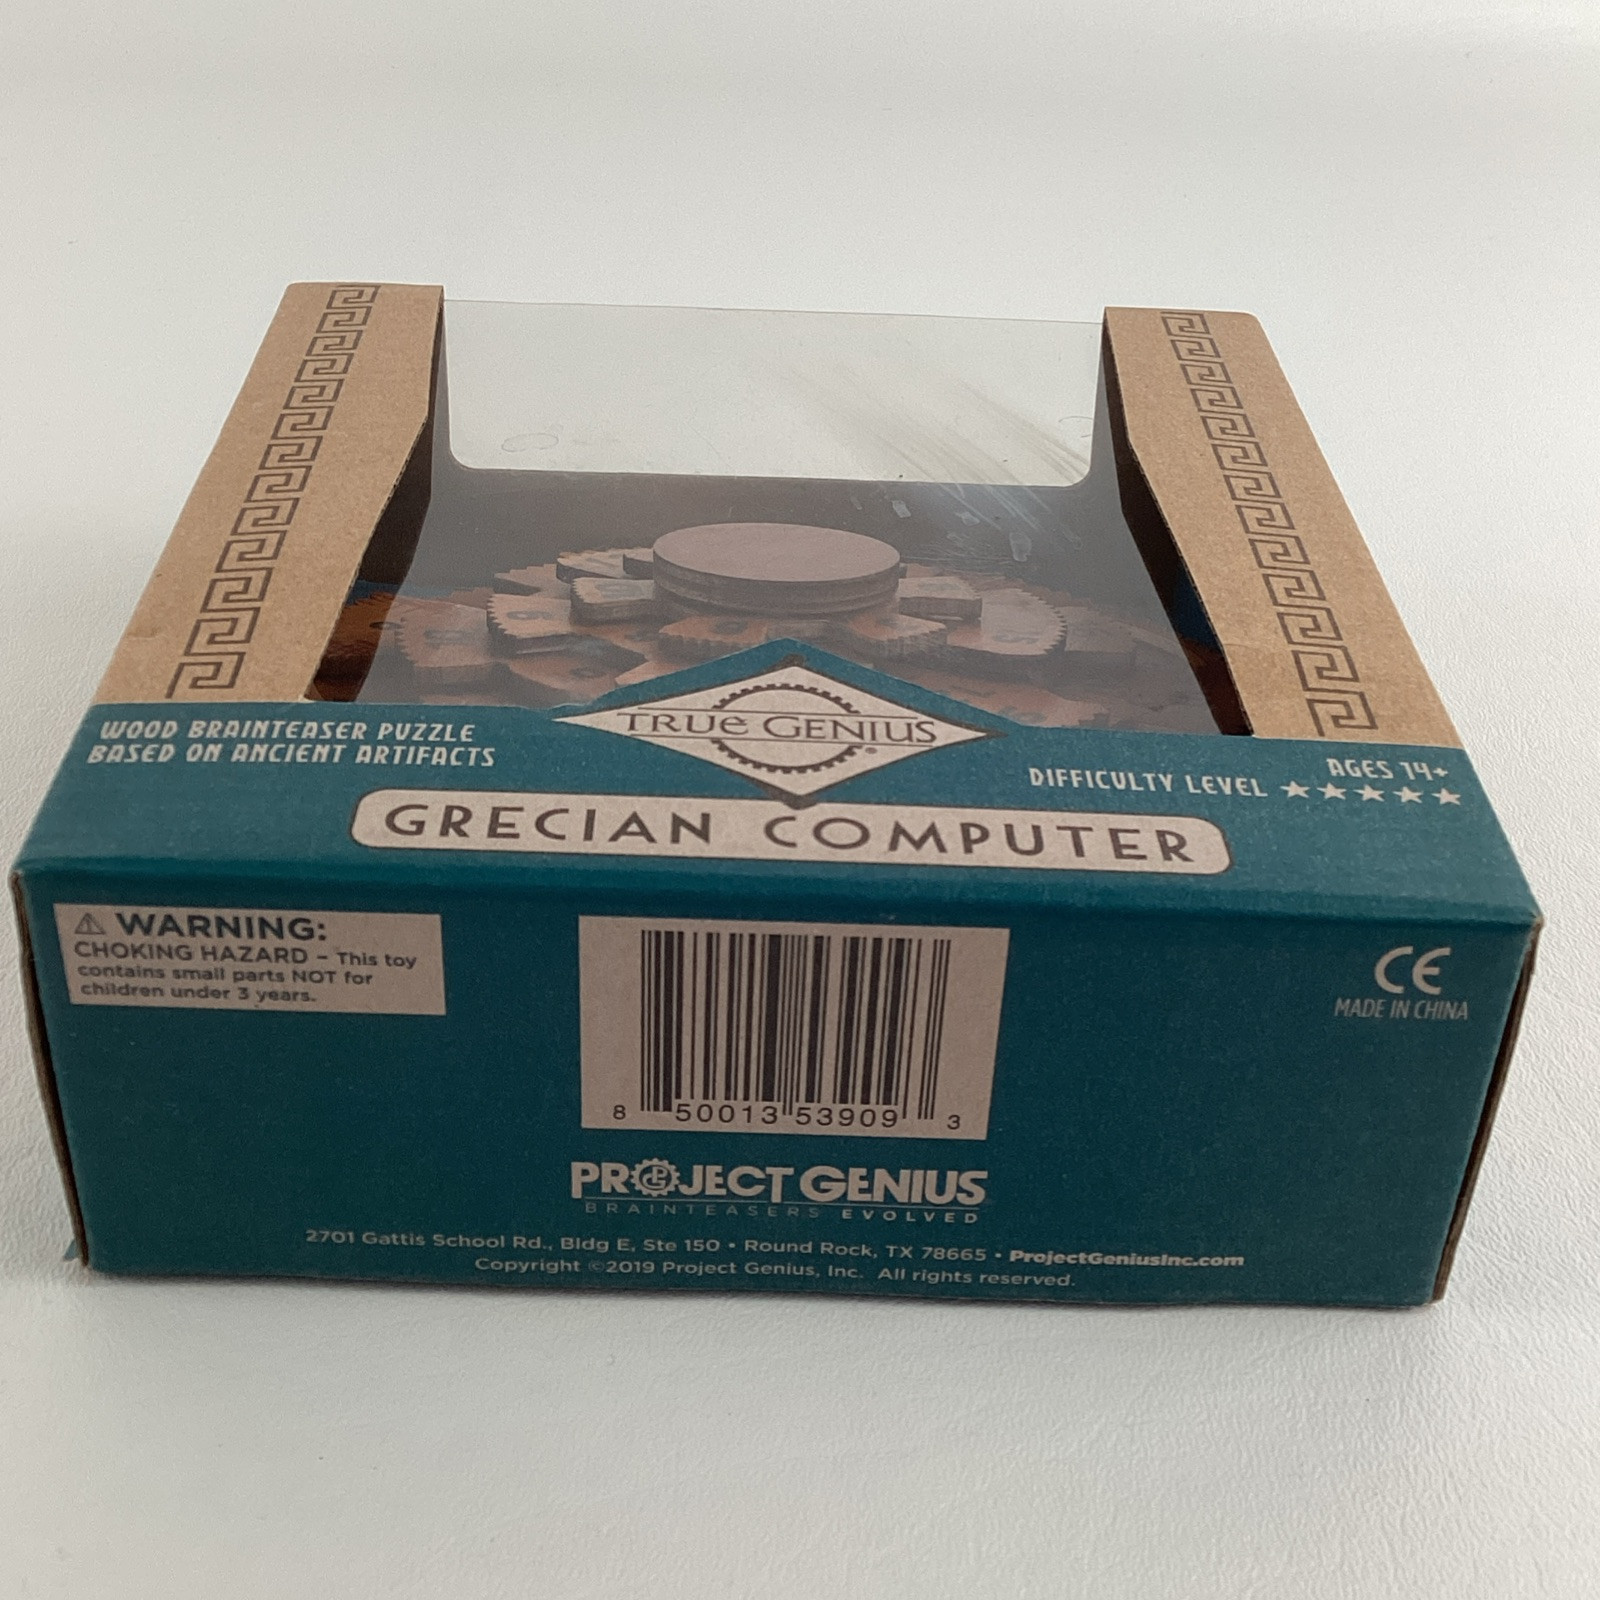 TRUE GENIUS®
WOOD BRAINTEASER PUZZLE
BASED ON ANCIENT ARTIFACTS
AGES 14+
DIFFICULTY LEVEL ★★★★★
GRECIAN COMPUTER
⚠ WARNING:
CHOKING HAZARD – This toy
contains small parts NOT for
children under 3 years.
8 50013 53909 3
CE
MADE IN CHINA
PROJECT GENIUS
BRAINTEASERS EVOLVED
2701 Gattis School Rd., Bldg E, Ste 150 • Round Rock, TX 78665 • ProjectGeniusInc.com
Copyright ©2019 Project Genius, Inc. All rights reserved.